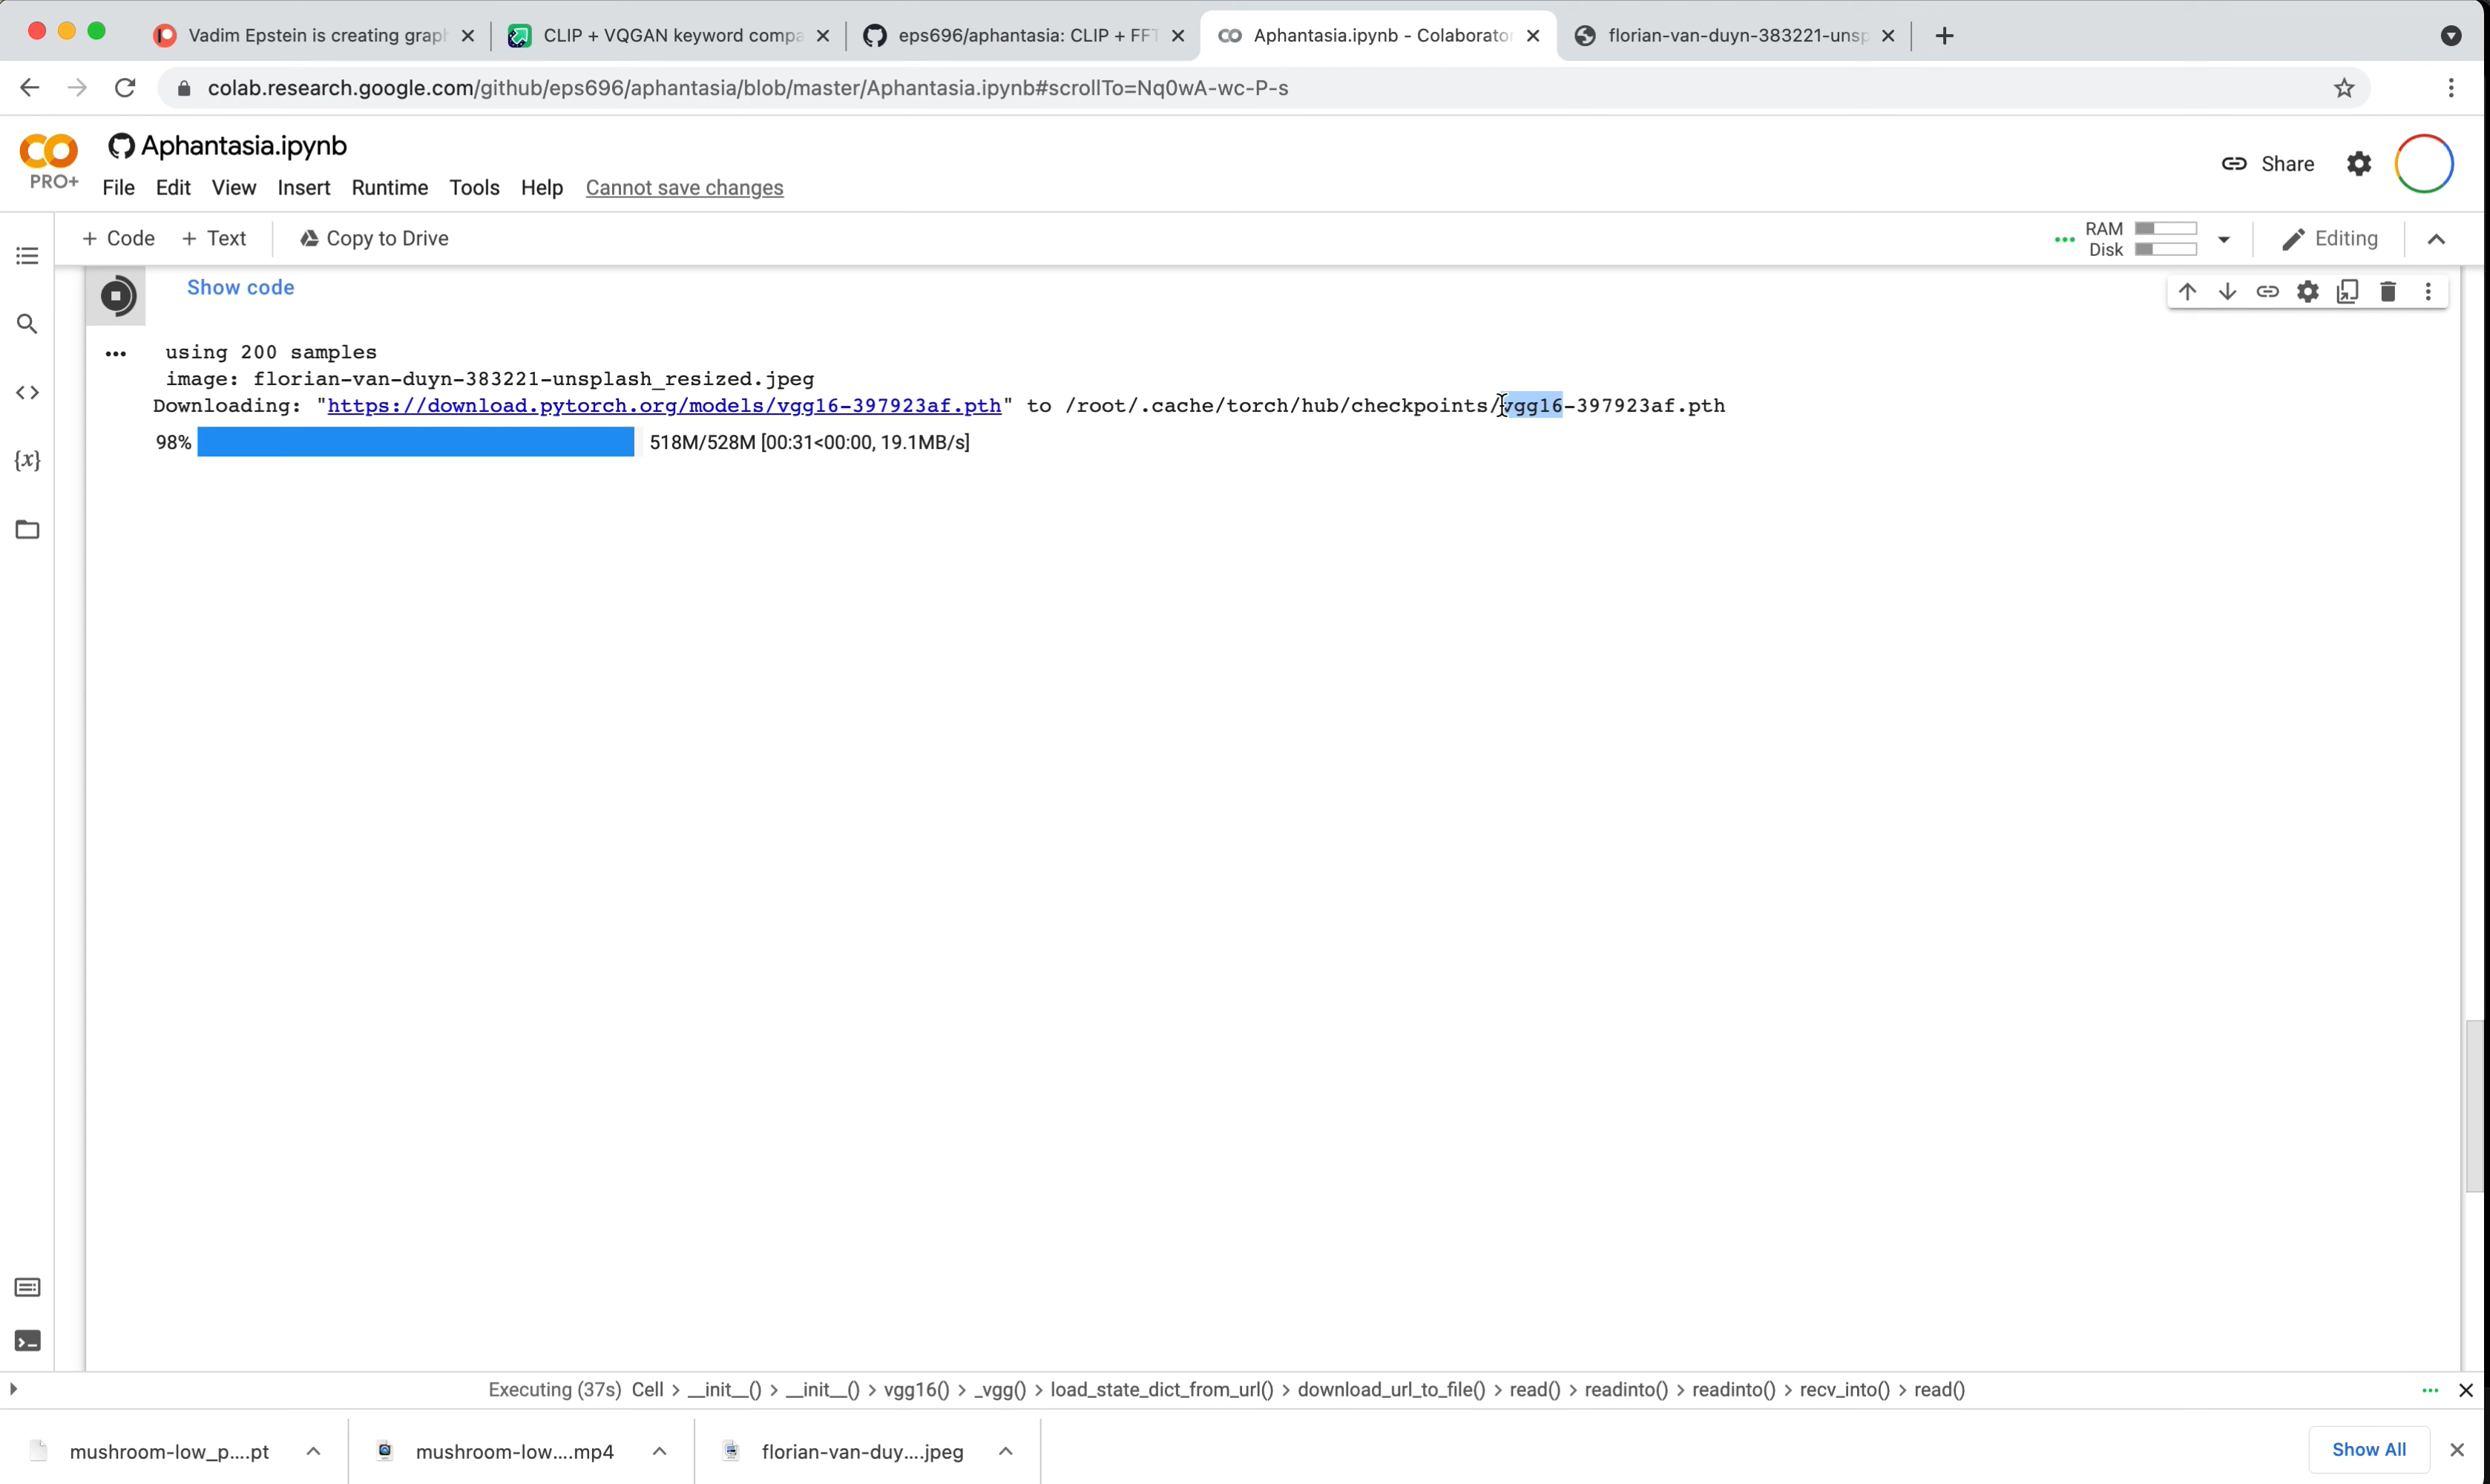 Vadim Epstein is creating grap
CLIP + VQGAN keyword compa
eps696/aphantasia: CLIP + FFT
Aphantasia.ipynb - Colaborator
florian-van-duyn-383221-unsp
colab.research.google.com/github/eps696/aphantasia/blob/master/Aphantasia.ipynb#scrollTo=Nq0wA-wc-P-s
PRO+
Aphantasia.ipynb
File Edit View Insert Runtime Tools Help Cannot save changes
Share
+ Code + Text Copy to Drive
RAM
Disk
Editing
Show code
using 200 samples
image: florian-van-duyn-383221-unsplash_resized.jpeg
Downloading: "https://download.pytorch.org/models/vgg16-397923af.pth" to /root/.cache/torch/hub/checkpoints/vgg16-397923af.pth
98% 518M/528M [00:31<00:00, 19.1MB/s]
{x}
Executing (37s) Cell > __init__() > __init__() > vgg16() > _vgg() > load_state_dict_from_url() > download_url_to_file() > read() > readinto() > readinto() > recv_into() > read()
mushroom-low_p....pt
mushroom-low....mp4
florian-van-duy....jpeg
Show All